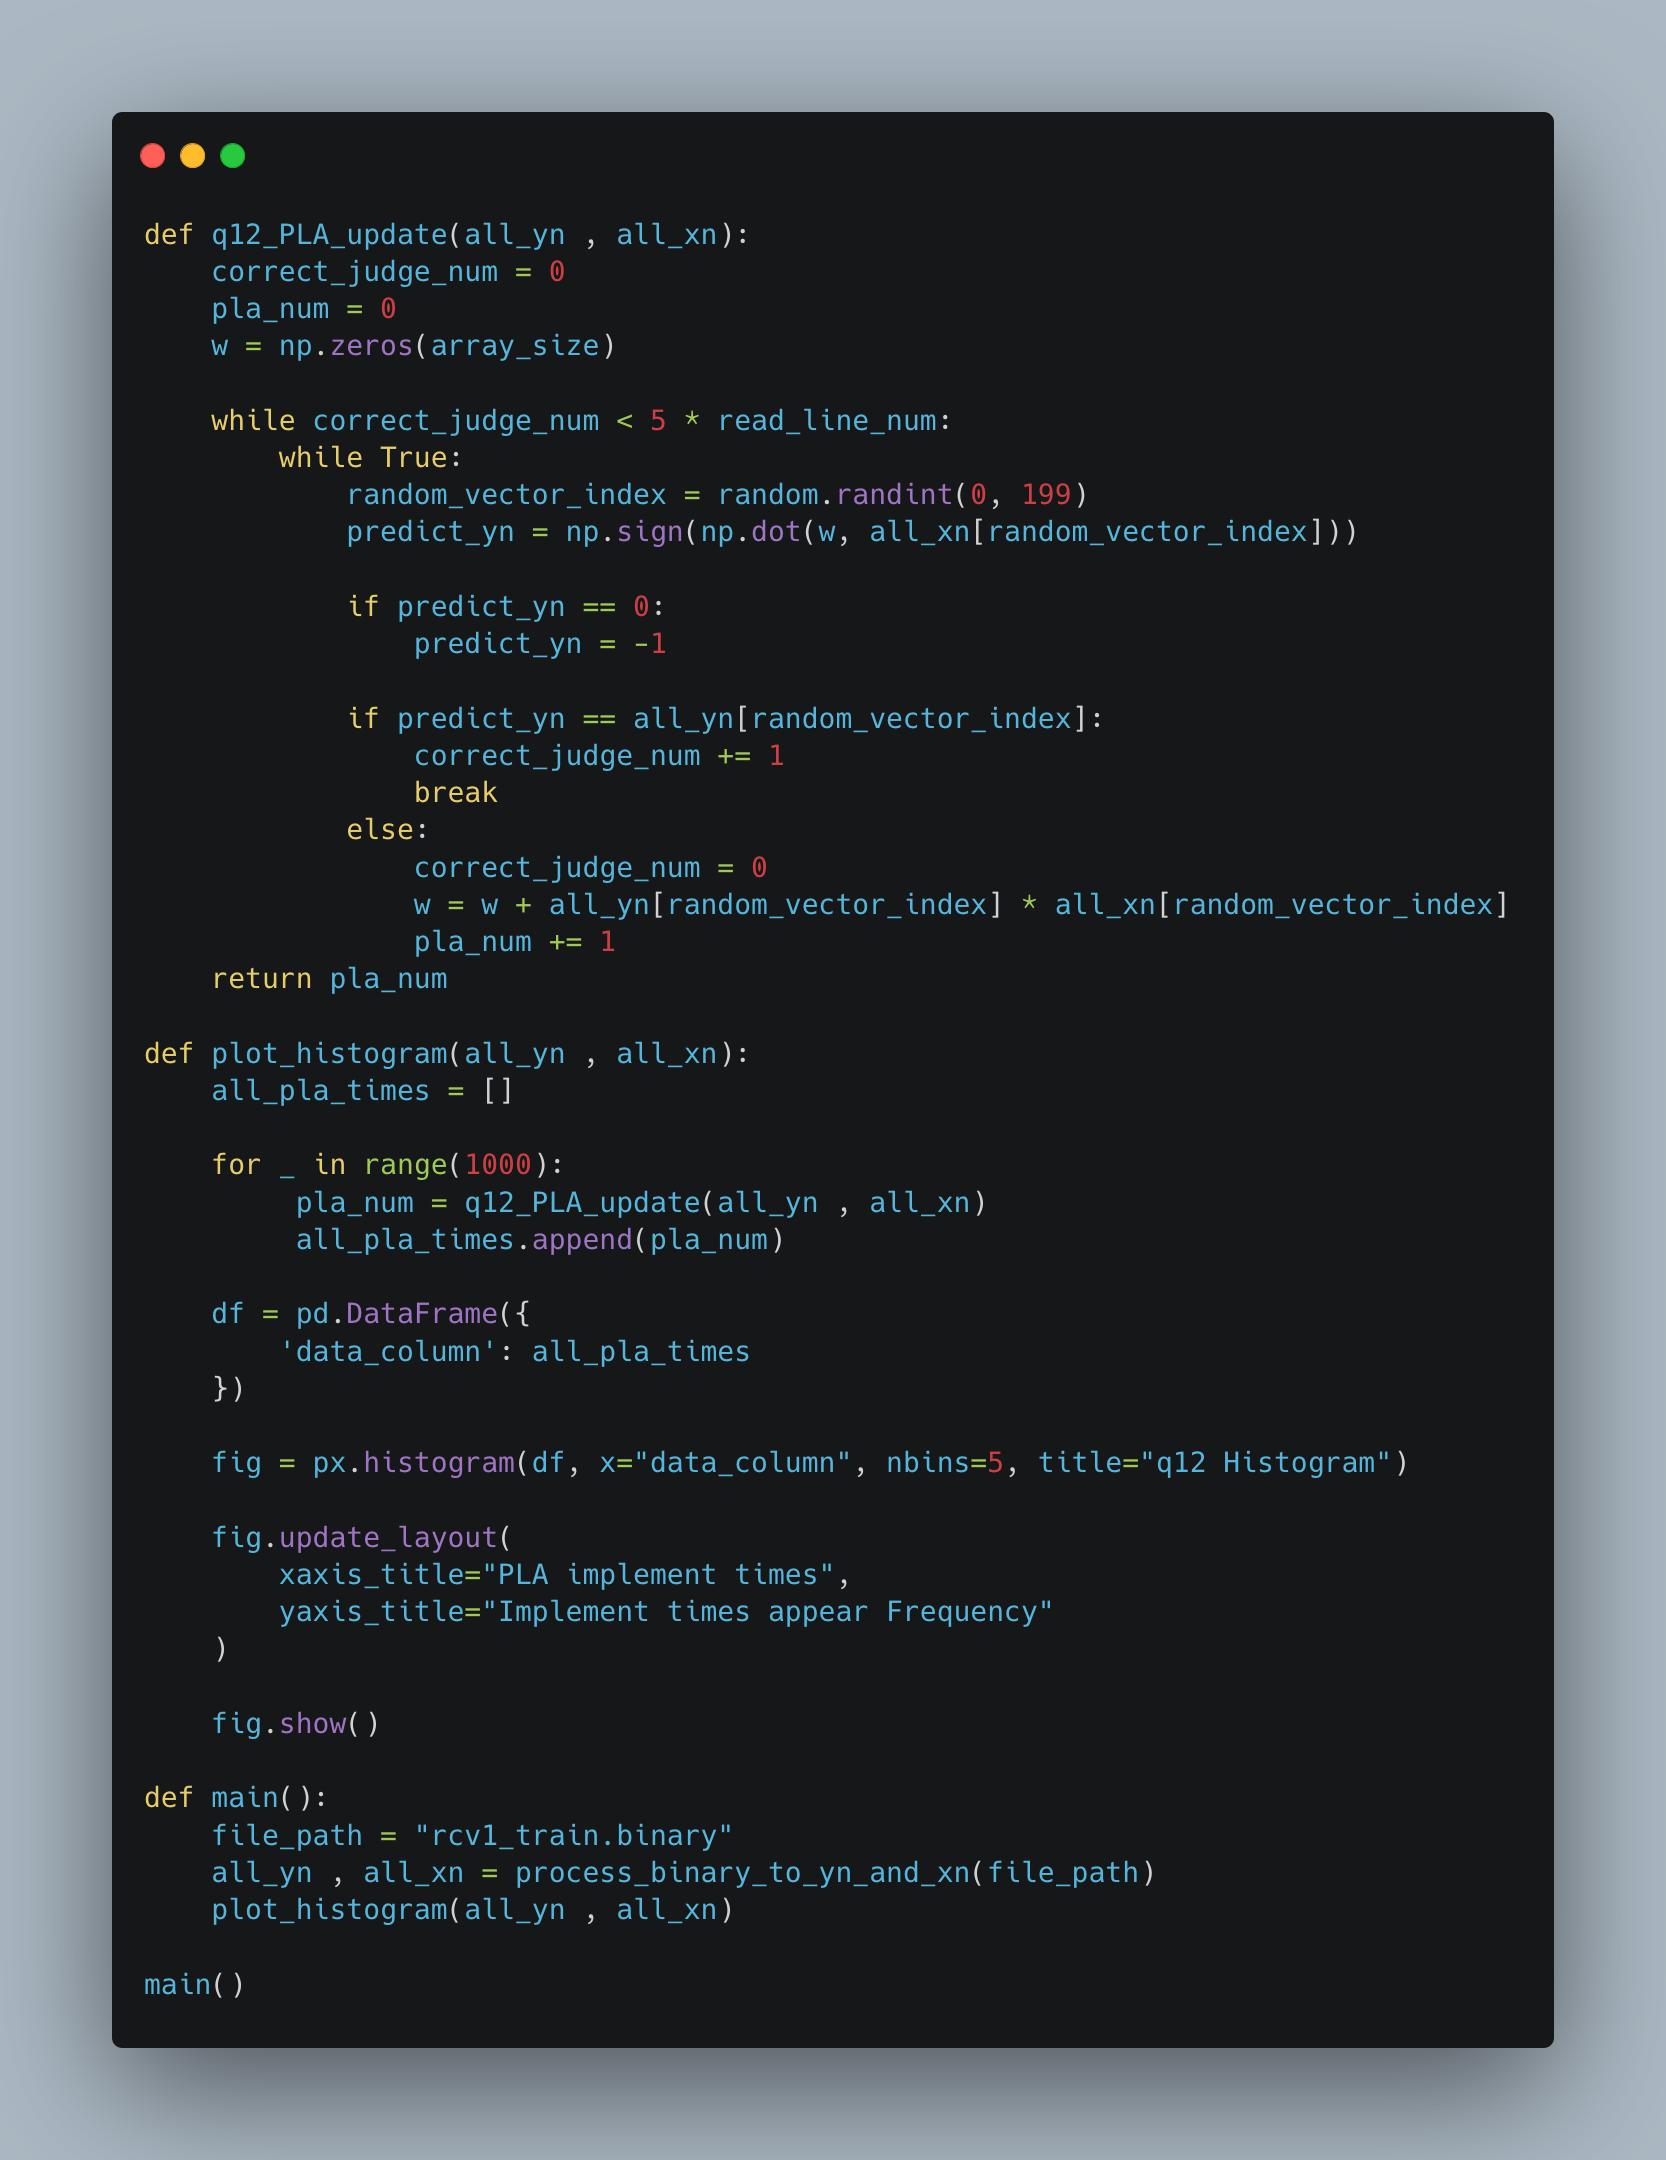 def q12_PLA_update(all_yn , all_xn):
    correct_judge_num = 0
    pla_num = 0
    w = np.zeros(array_size)

    while correct_judge_num < 5 * read_line_num:
        while True:
            random_vector_index = random.randint(0, 199)
            predict_yn = np.sign(np.dot(w, all_xn[random_vector_index]))

            if predict_yn == 0:
                predict_yn = -1

            if predict_yn == all_yn[random_vector_index]:
                correct_judge_num += 1
                break
            else:
                correct_judge_num = 0
                w = w + all_yn[random_vector_index] * all_xn[random_vector_index]
                pla_num += 1
    return pla_num

def plot_histogram(all_yn , all_xn):
    all_pla_times = []

    for _ in range(1000):
         pla_num = q12_PLA_update(all_yn , all_xn)
         all_pla_times.append(pla_num)

    df = pd.DataFrame({
        'data_column': all_pla_times
    })

    fig = px.histogram(df, x="data_column", nbins=5, title="q12 Histogram")

    fig.update_layout(
        xaxis_title="PLA implement times",
        yaxis_title="Implement times appear Frequency"
    )

    fig.show()

def main():
    file_path = "rcv1_train.binary"
    all_yn , all_xn = process_binary_to_yn_and_xn(file_path)
    plot_histogram(all_yn , all_xn)

main()